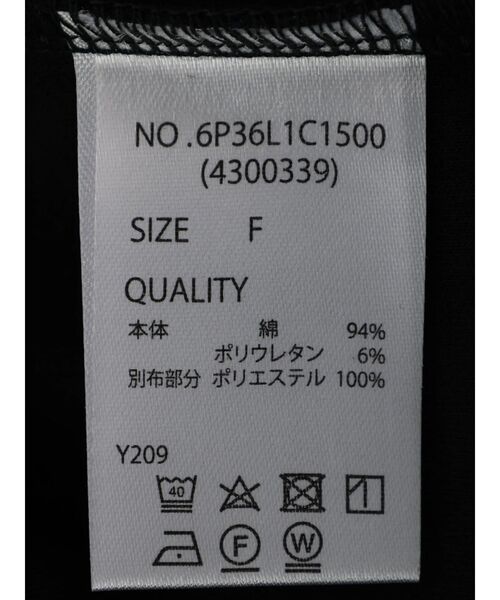 NO .6P36L1C1500
(4300339)
SIZE F
QUALITY
本体 綿 94%
ポリウレタン 6%
別布部分 ポリエステル 100%
Y209
40
F W